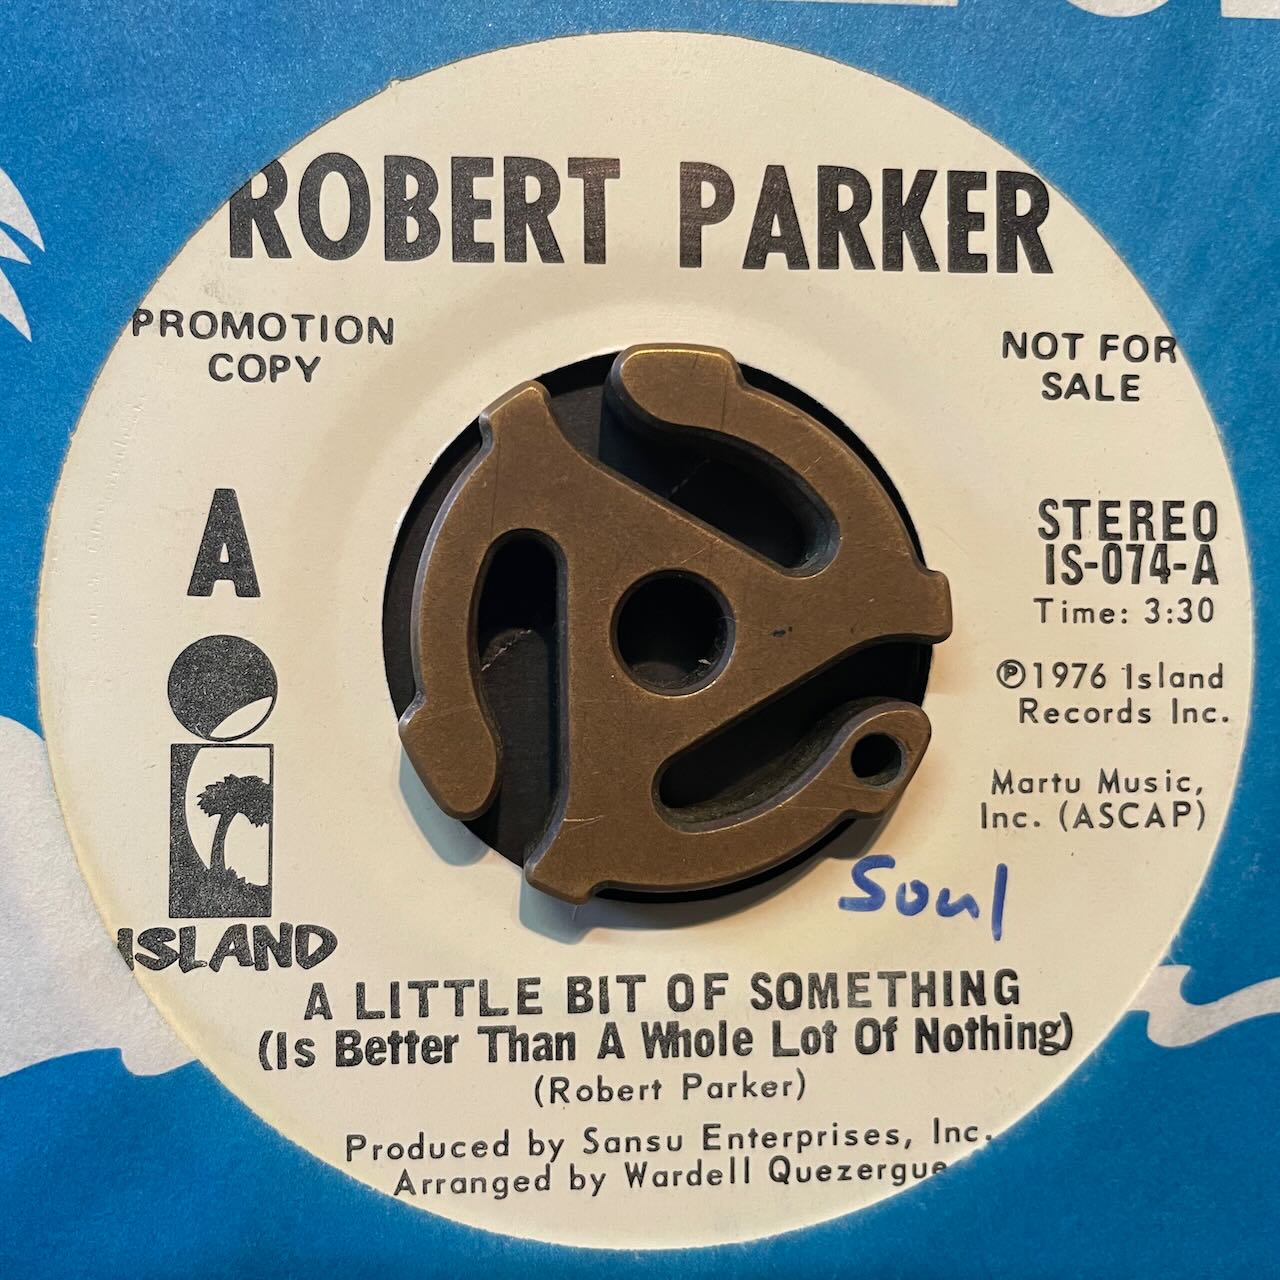 ROBERT PARKER
PROMOTION
COPY
NOT FOR
SALE
A
STEREO
IS-074-A
Time: 3:30
℗1976 Island
Records Inc.
Martu Music,
Inc. (ASCAP)
Soul
ISLAND
A LITTLE BIT OF SOMETHING
(Is Better Than A Whole Lot Of Nothing)
(Robert Parker)
Produced by Sansu Enterprises, Inc.
Arranged by Wardell Quezergue